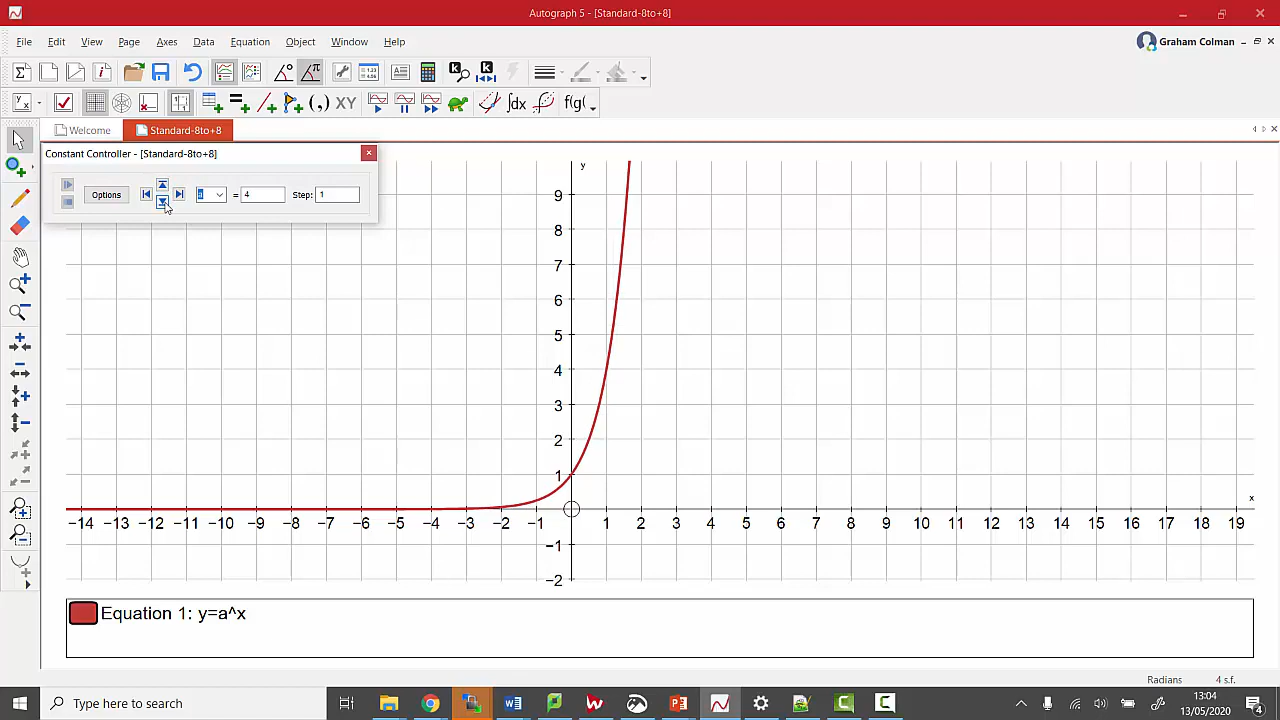 Autograph 5 - [Standard-8to+8]
File Edit View Page Axes Data Equation Object Window Help
Graham Colman
XY ∫dx f(g(
Welcome Standard-8to+8
Constant Controller - [Standard-8to+8]
Options = 4 Step: 1
y
9
8
7
6
5
4
3
2
1
x
−14 −13 −12 −11 −10 −9 −8 −7 −6 −5 −4 −3 −2 −1 1 2 3 4 5 6 7 8 9 10 11 12 13 14 15 16 17 18 19
−1
−2
Equation 1: y=a^x
Radians 4 s.f.
Type here to search
13:04
13/05/2020